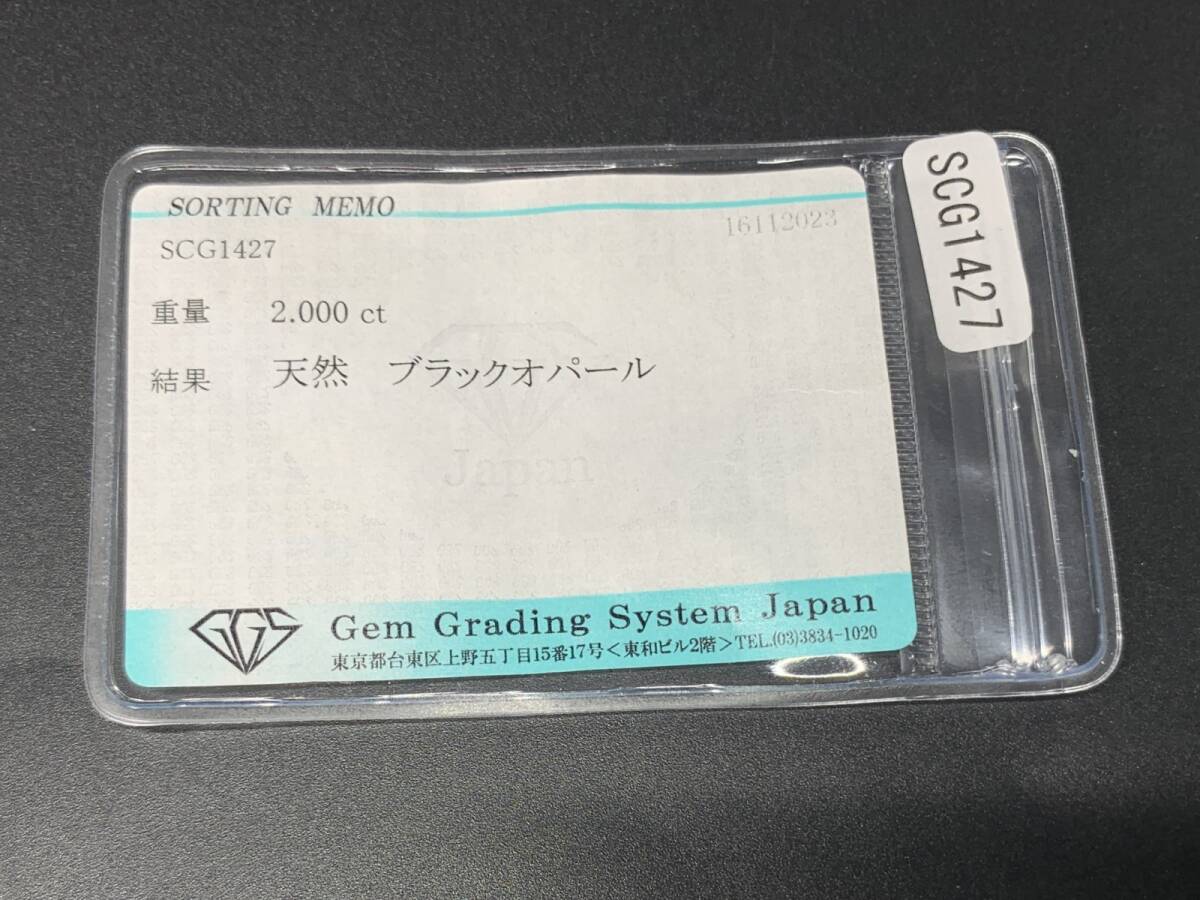 SORTING MEMO
16112023
SCG1427
重量 2.000 ct
結果 天然 ブラックオパール
Japan
GGS
Gem Grading System Japan
東京都台東区上野五丁目15番17号<東和ビル2階>TEL.(03)3834-1020
SCG1427